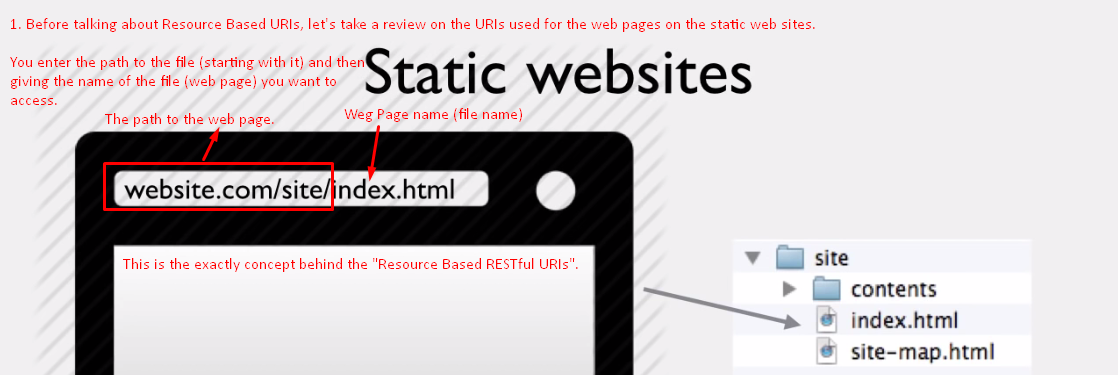 1. Before talking about Resource Based URIs, let's take a review on the URIs used for the web pages on the static web sites.
You enter the path to the file (starting with it) and then
giving the name of the file (web page) you want to
access.
Static websites
The path to the web page.
Weg Page name (file name)
website.com/site/index.html
This is the exactly concept behind the "Resource Based RESTful URIs".
site
contents
index.html
site-map.html